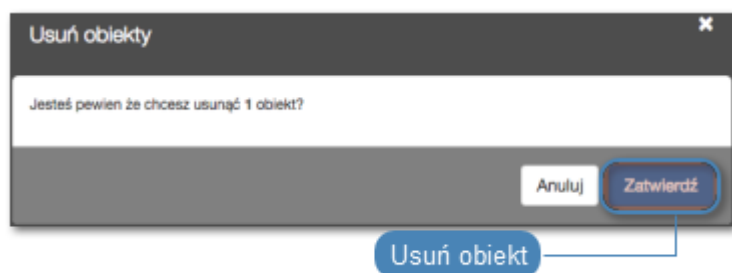 Usuń obiekty
Jesteś pewien że chcesz usunąć 1 obiekt?
Anuluj Zatwierdź
Usuń obiekt